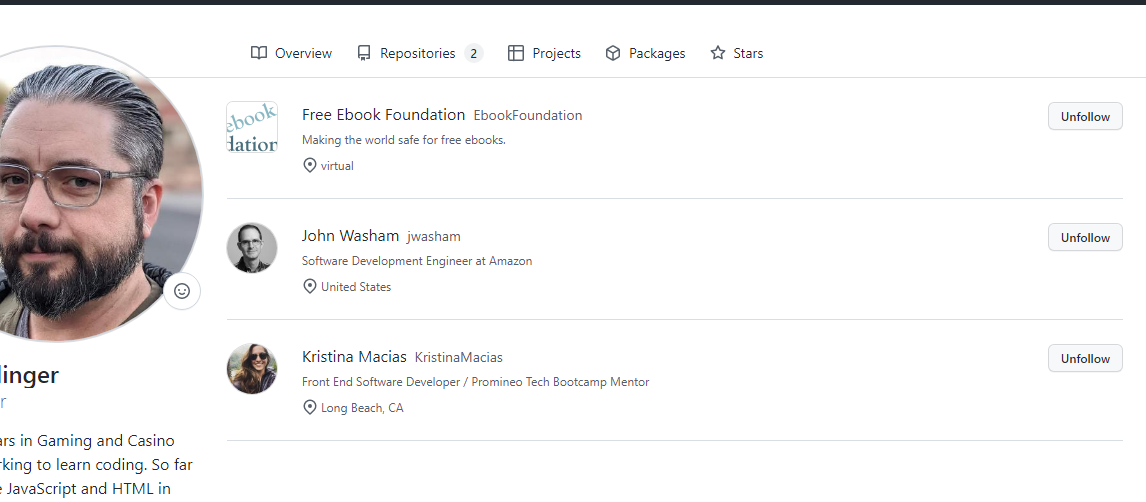 Overview Repositories 2 Projects Packages Stars
ebook
dation
Free Ebook Foundation EbookFoundation
Making the world safe for free ebooks.
virtual
Unfollow
John Washam jwasham
Software Development Engineer at Amazon
United States
Unfollow
Kristina Macias KristinaMacias
Front End Software Developer / Promineo Tech Bootcamp Mentor
Long Beach, CA
Unfollow
linger
r
ars in Gaming and Casino
rking to learn coding. So far
e JavaScript and HTML in